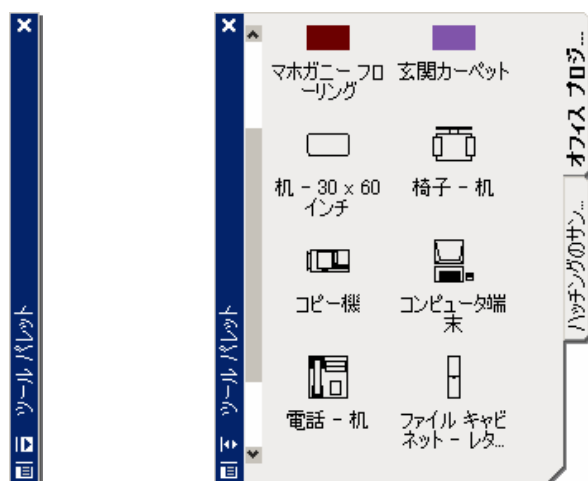 ツール パレット
ツール パレット
マホガニー フロ
ーリング
玄関カーペット
机 - 30 x 60
インチ
椅子 - 机
コピー機
コンピュータ端
末
電話 - 机
ファイル キャビ
ネット - レタ...
オフィス プロジ...
ハッチングのサン...